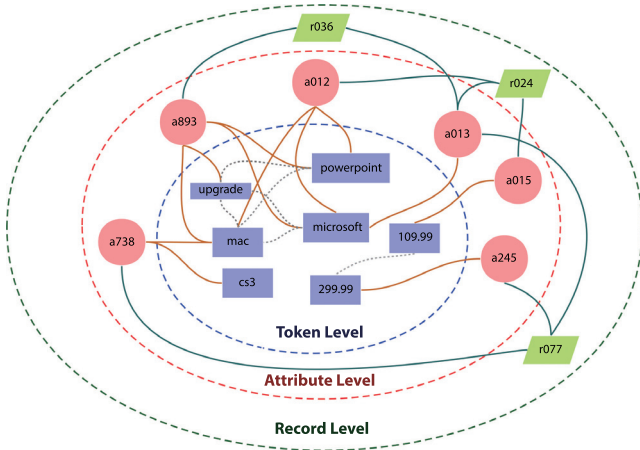 r036
a012
r024
a893
a013
powerpoint
a015
upgrade
microsoft
109.99
mac
a738
a245
cs3
299.99
Token Level
r077
Attribute Level
Record Level